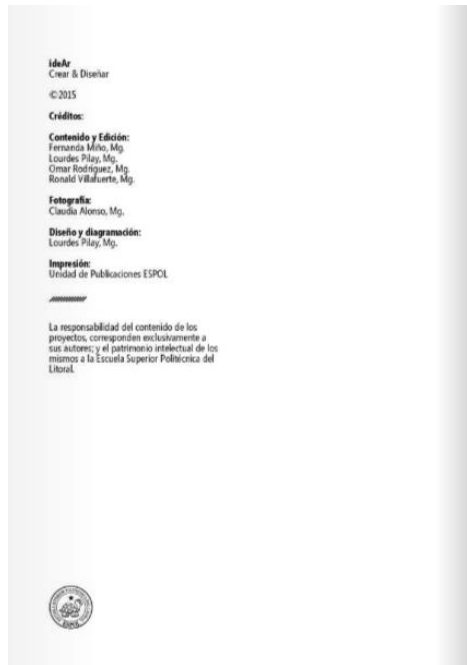 ideAr
Crear & Diseñar
©2015
Créditos:
Contenido y Edición:
Fernanda Miño, Mg.
Lourdes Pilay, Mg.
Omar Rodríguez, Mg.
Ronald Villafuerte, Mg.
Fotografía:
Claudia Alonso, Mg.
Diseño y diagramación:
Lourdes Pilay, Mg.
Impresión:
Unidad de Publicaciones ESPOL
La responsabilidad del contenido de los
proyectos, corresponden exclusivamente a
sus autores; y el patrimonio intelectual de los
mismos a la Escuela Superior Politécnica del
Litoral.